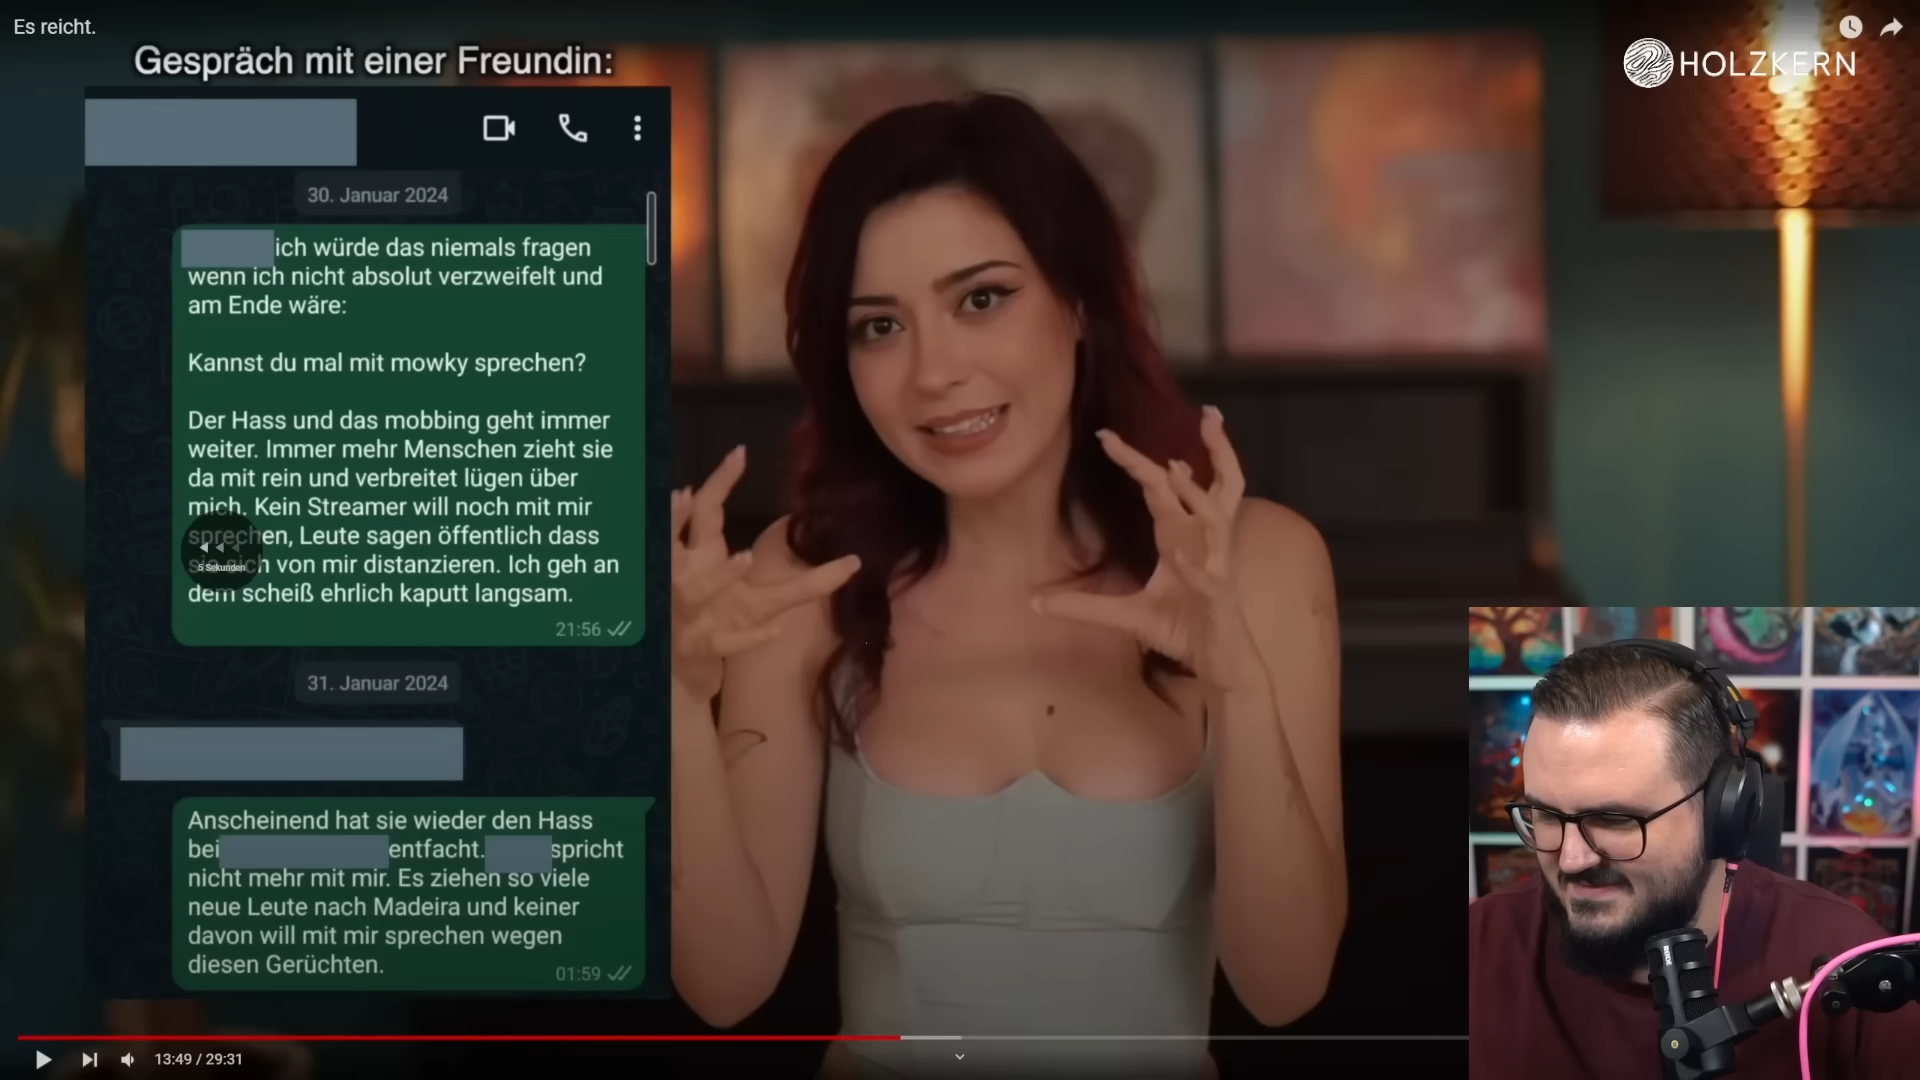 Es reicht.
Gespräch mit einer Freundin:
HOLZKERN
30. Januar 2024
ich würde das niemals fragen
wenn ich nicht absolut verzweifelt und
am Ende wäre:
Kannst du mal mit mowky sprechen?
Der Hass und das mobbing geht immer
weiter. Immer mehr Menschen zieht sie
da mit rein und verbreitet lügen über
mich. Kein Streamer will noch mit mir
sprechen, Leute sagen öffentlich dass
sie sich von mir distanzieren. Ich geh an
dem scheiß ehrlich kaputt langsam.
21:56
5 Sekunden
31. Januar 2024
Anscheinend hat sie wieder den Hass
bei entfacht. spricht
nicht mehr mit mir. Es ziehen so viele
neue Leute nach Madeira und keiner
davon will mit mir sprechen wegen
diesen Gerüchten.
01:59
13:49 / 29:31
RODE